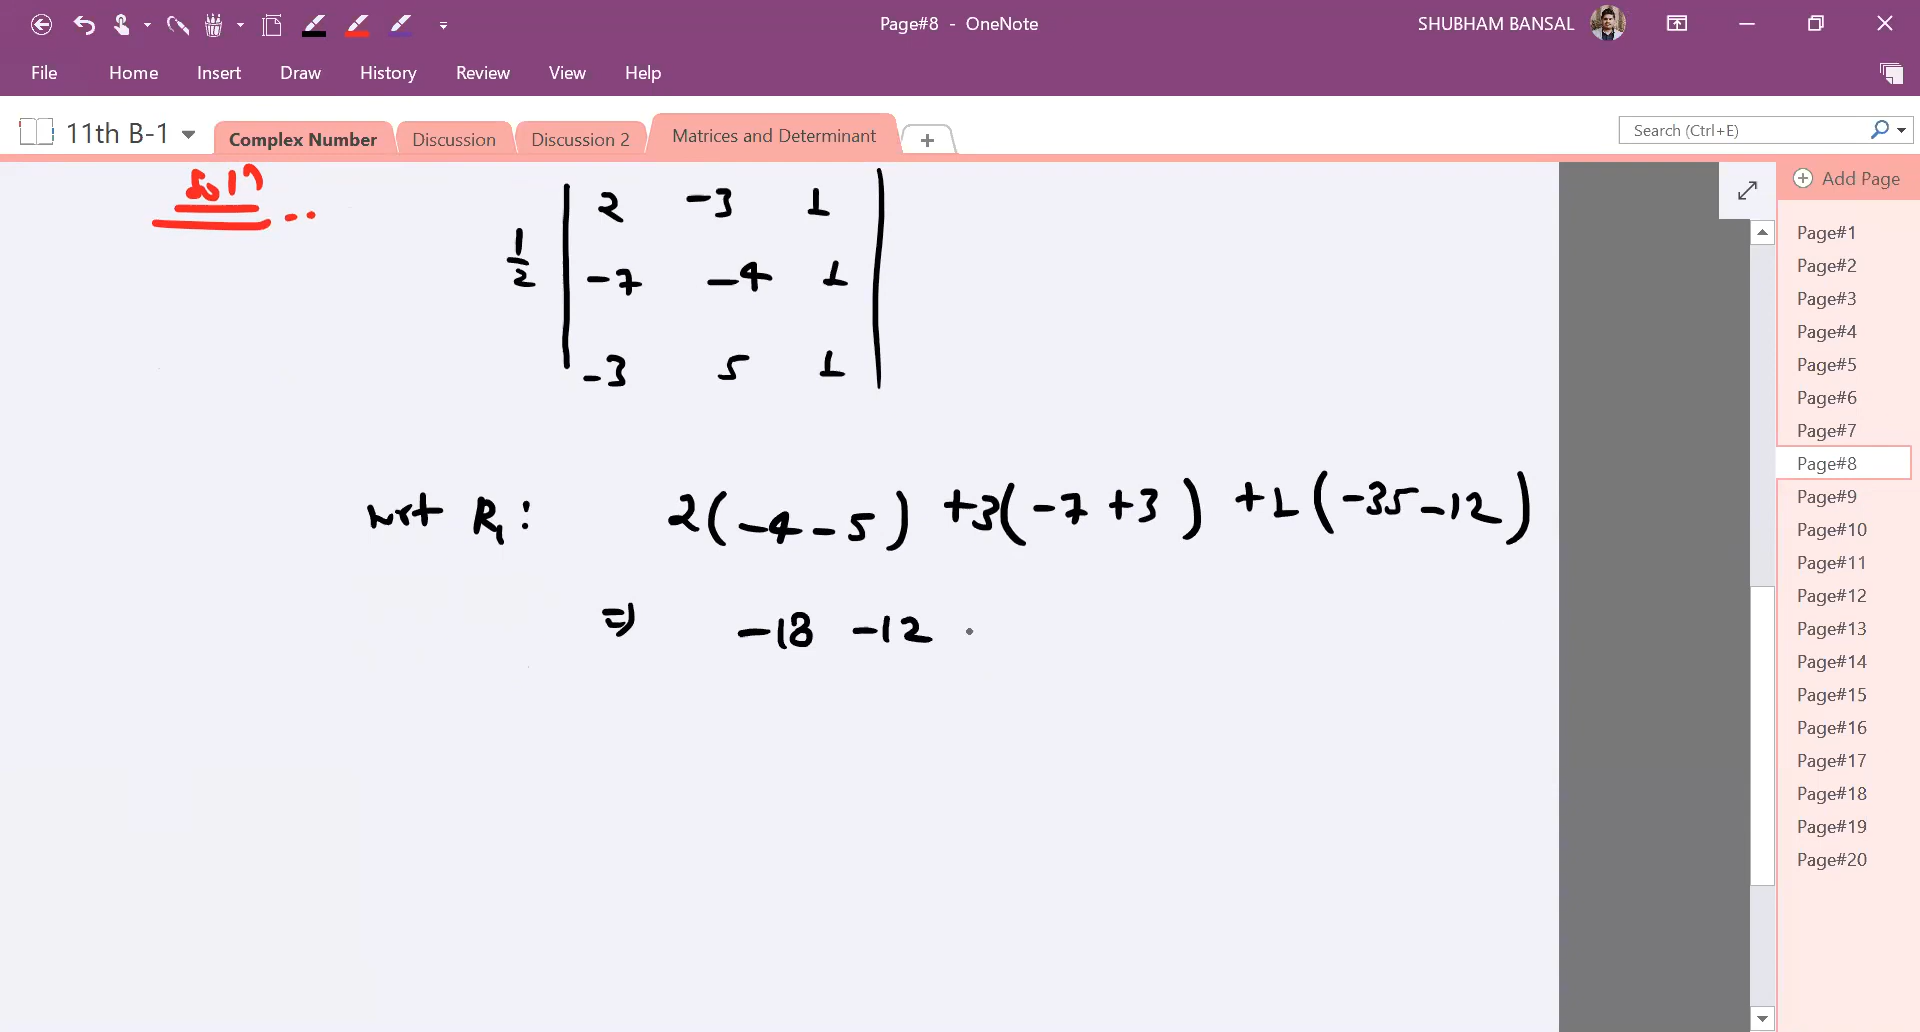 Page#8 - OneNote
SHUBHAM BANSAL
File Home Insert Draw History Review View Help
11th B-1
Complex Number
Discussion
Discussion 2
Matrices and Determinant
Search (Ctrl+E)
Add Page
Page#1
Page#2
Page#3
Page#4
Page#5
Page#6
Page#7
Page#8
Page#9
Page#10
Page#11
Page#12
Page#13
Page#14
Page#15
Page#16
Page#17
Page#18
Page#19
Page#20
Solⁿ
1/2 | 2 -3 1 |
| -7 -4 1 |
| -3 5 1 |
wrt R₁: 2(-4-5) +3(-7+3) +1(-35-12)
⇒ -18 -12